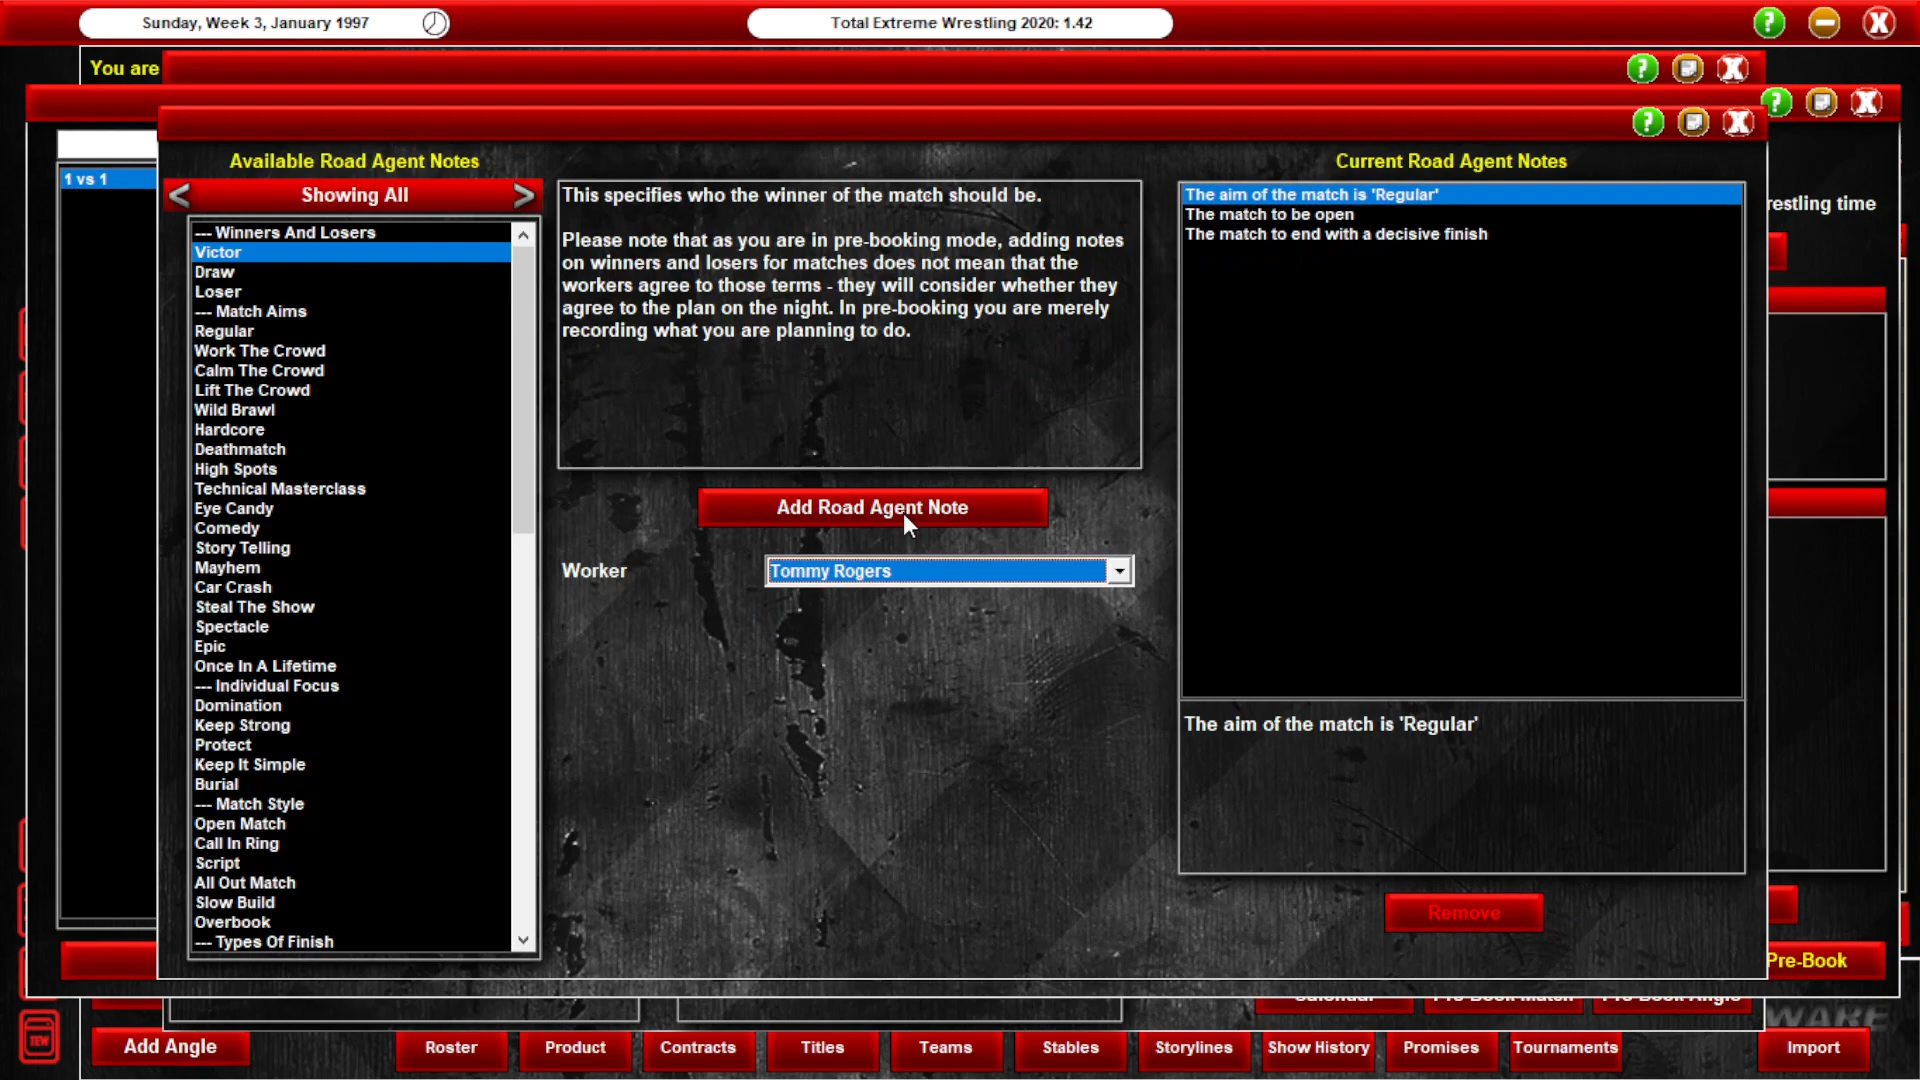 Sunday, Week 3, January 1997
Total Extreme Wrestling 2020: 1.42
You are
Available Road Agent Notes
Current Road Agent Notes
1 vs 1
Showing All
--- Winners And Losers
Victor
Draw
Loser
--- Match Aims
Regular
Work The Crowd
Calm The Crowd
Lift The Crowd
Wild Brawl
Hardcore
Deathmatch
High Spots
Technical Masterclass
Eye Candy
Comedy
Story Telling
Mayhem
Car Crash
Steal The Show
Spectacle
Epic
Once In A Lifetime
--- Individual Focus
Domination
Keep Strong
Protect
Keep It Simple
Burial
--- Match Style
Open Match
Call In Ring
Script
All Out Match
Slow Build
Overbook
--- Types Of Finish
This specifies who the winner of the match should be.
Please note that as you are in pre-booking mode, adding notes
on winners and losers for matches does not mean that the
workers agree to those terms - they will consider whether they
agree to the plan on the night. In pre-booking you are merely
recording what you are planning to do.
Add Road Agent Note
Worker
Tommy Rogers
The aim of the match is 'Regular'
The match to be open
The match to end with a decisive finish
restling time
The aim of the match is 'Regular'
Remove
Pre-Book
Calendar
Pre-Book Match
Pre-Book Angle
WARE
TEW
Add Angle
Roster
Product
Contracts
Titles
Teams
Stables
Storylines
Show History
Promises
Tournaments
Import